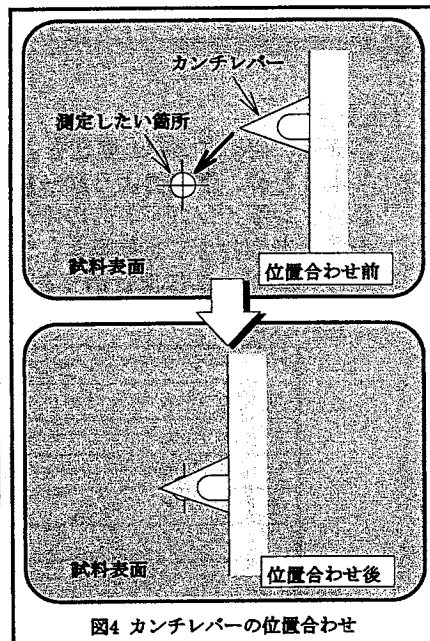 カンチレバー
測定したい箇所
試料表面
位置合わせ前
試料表面
位置合わせ後
図4 カンチレバーの位置合わせ